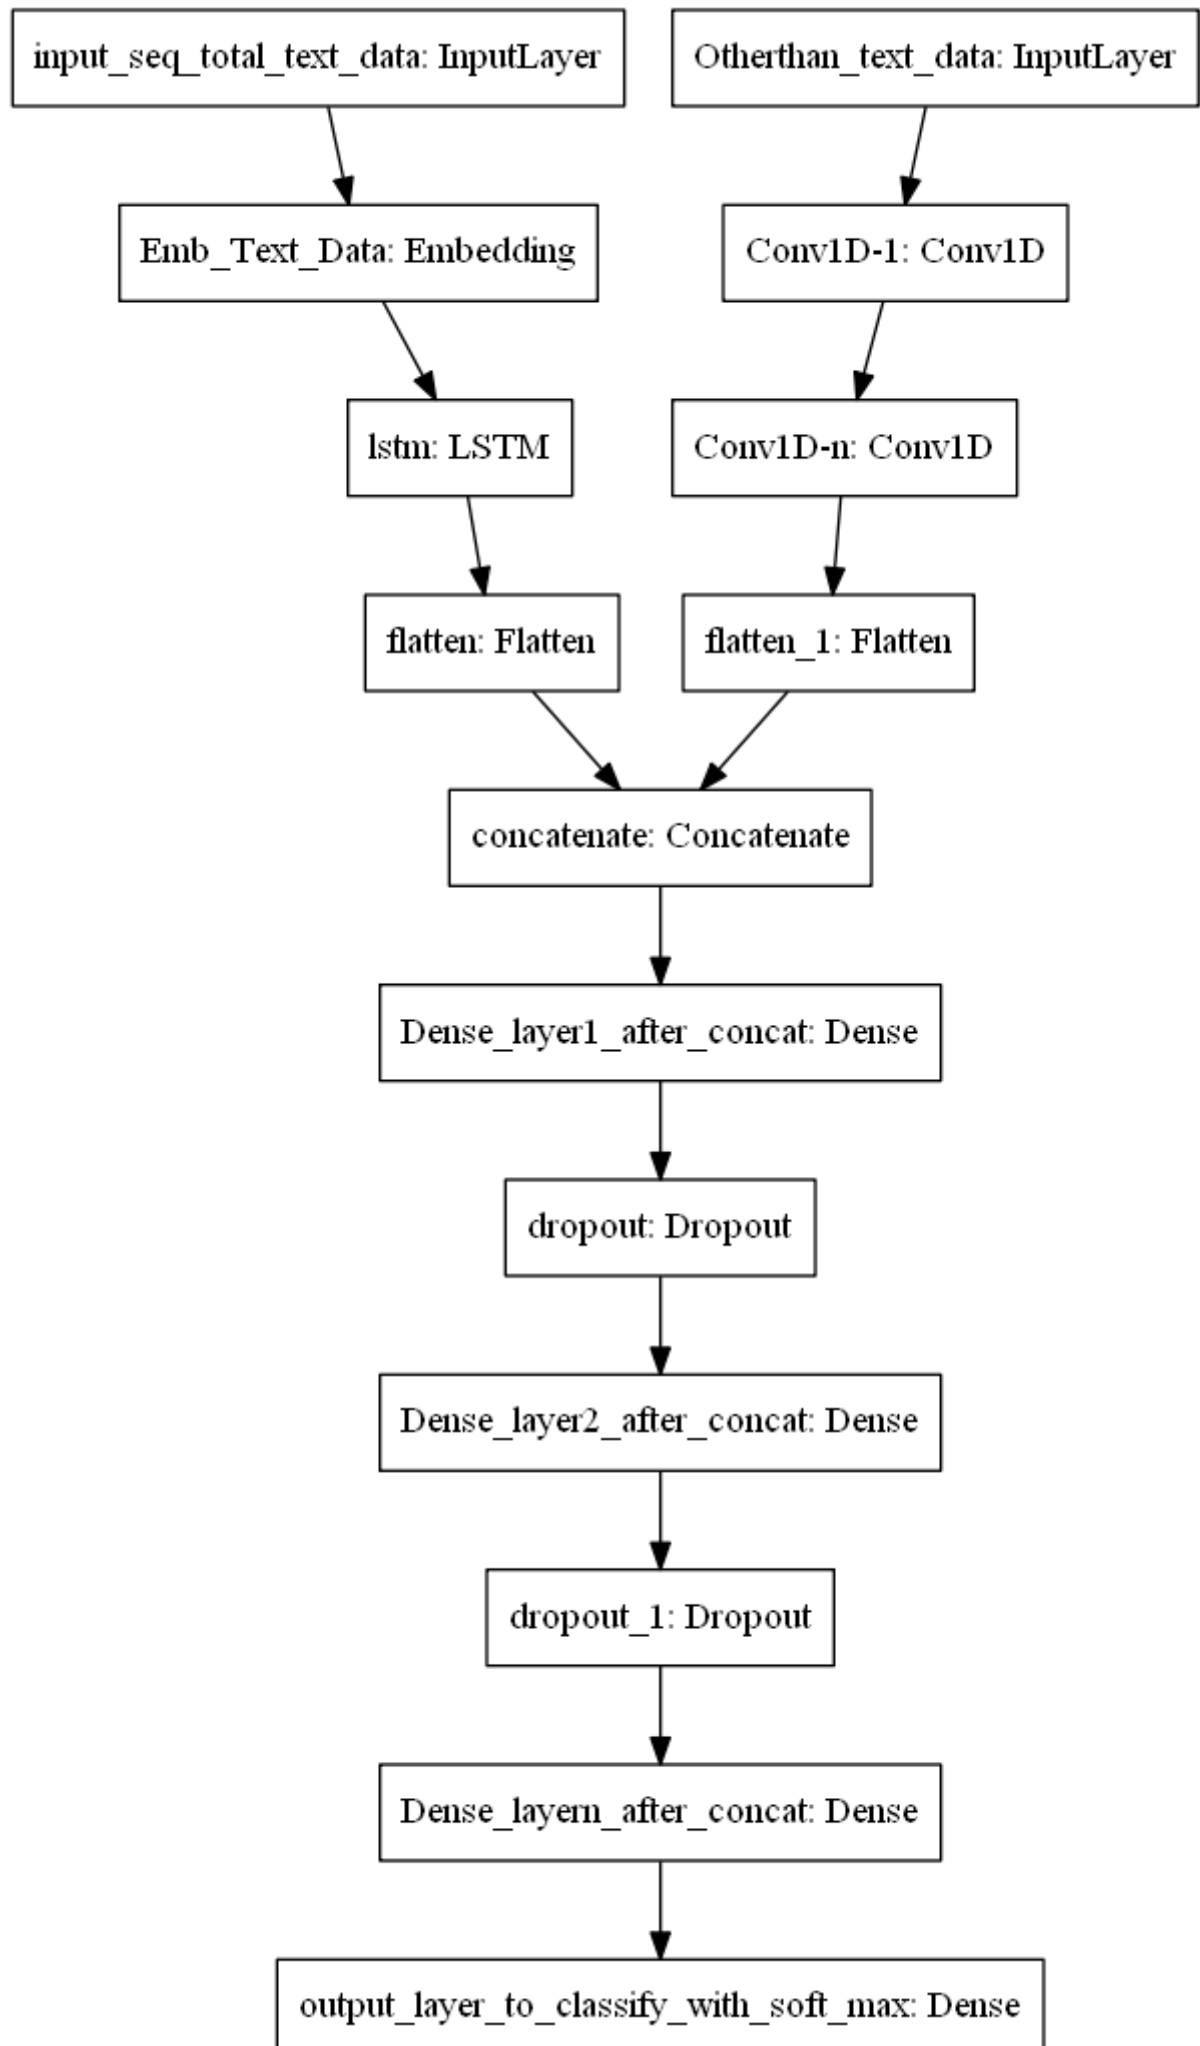 input_seq_total_text_data: InputLayer
Otherthan_text_data: InputLayer
Emb_Text_Data: Embedding
Conv1D-1: Conv1D
lstm: LSTM
Conv1D-n: Conv1D
flatten: Flatten
flatten_1: Flatten
concatenate: Concatenate
Dense_layer1_after_concat: Dense
dropout: Dropout
Dense_layer2_after_concat: Dense
dropout_1: Dropout
Dense_layern_after_concat: Dense
output_layer_to_classify_with_soft_max: Dense